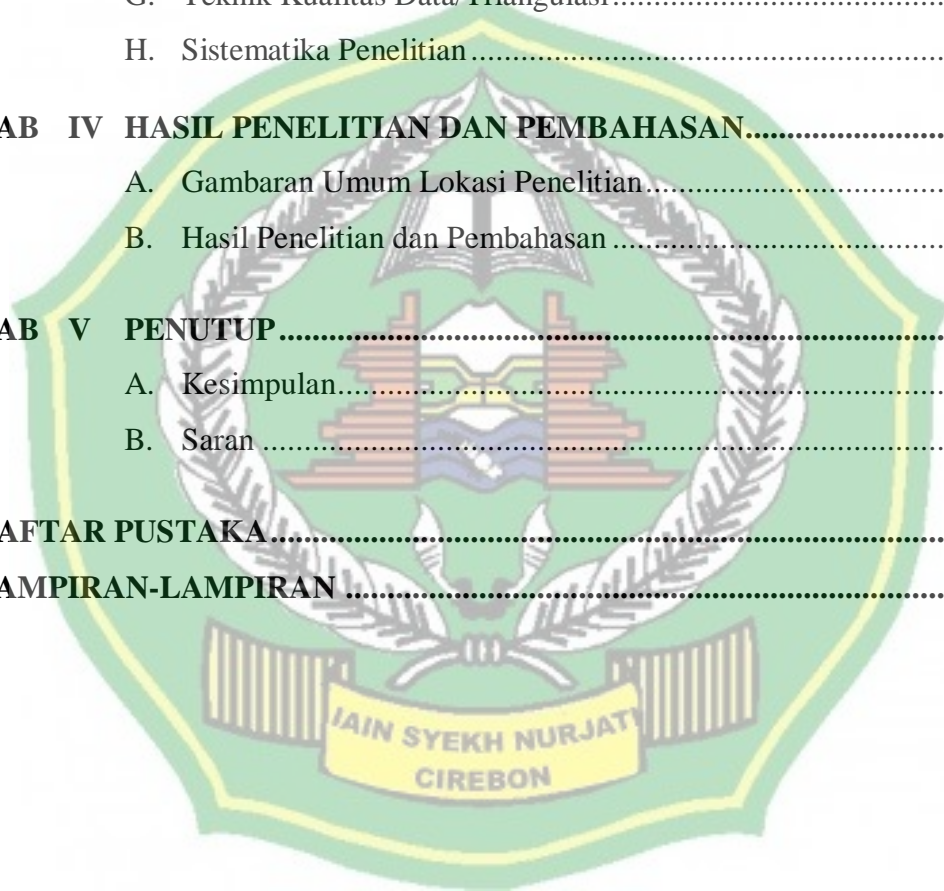 G. Teknik Kualitas Data/Triangulasi
H. Sistematika Penelitian
AB IV HASIL PENELITIAN DAN PEMBAHASAN
A. Gambaran Umum Lokasi Penelitian
B. Hasil Penelitian dan Pembahasan
AB V PENUTUP
A. Kesimpulan
B. Saran
AFTAR PUSTAKA
AMPIRAN-LAMPIRAN
IAIN SYEKH NURJATI
CIREBON